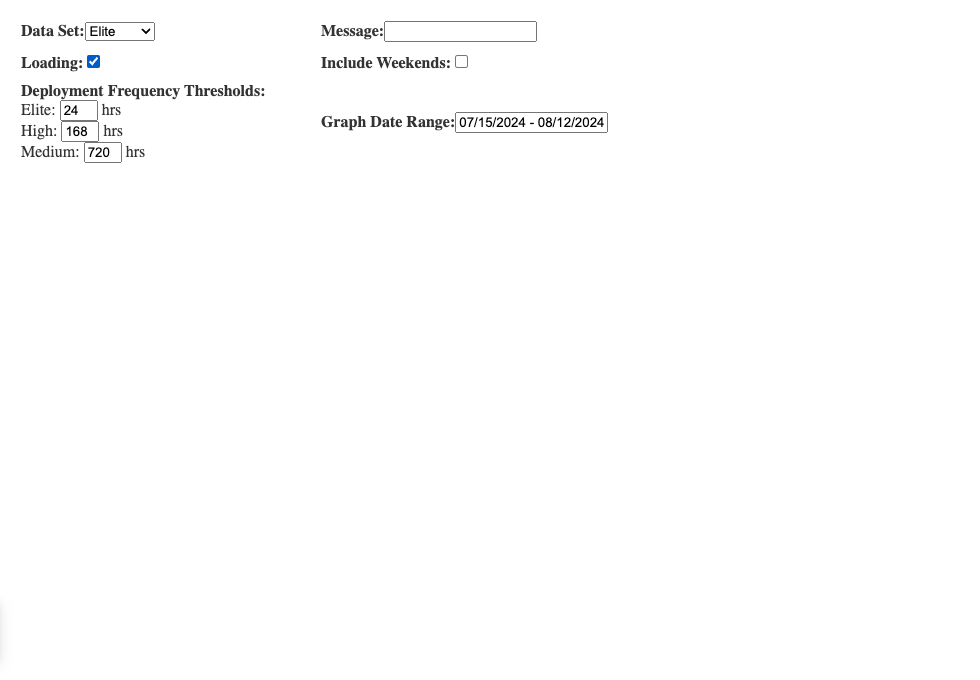 Data Set: Elite
Message:
Loading:
Include Weekends:
Deployment Frequency Thresholds:
Elite: 24 hrs
High: 168 hrs
Medium: 720 hrs
Graph Date Range: 07/15/2024 - 08/12/2024